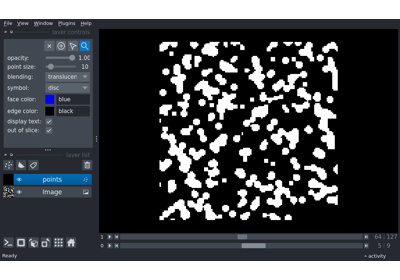 File View Window Plugins Help
layer controls
opacity: 1.00
point size: 10
blending: translucen
symbol: disc
face color: blue
edge color: black
display text:
out of slice:
layer list
points
Image
1 64 127
0 5 9
Ready activity